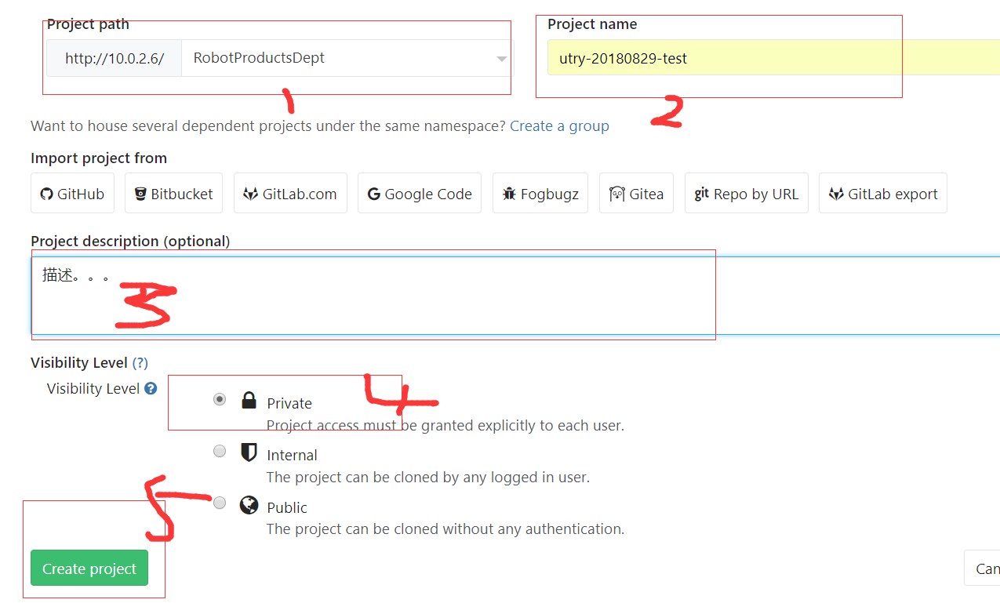 Project path
Project name
http://10.0.2.6/ RobotProductsDept
utry-20180829-test
1
2
Want to house several dependent projects under the same namespace? Create a group
Import project from
GitHub Bitbucket GitLab.com Google Code Fogbugz Gitea git Repo by URL GitLab export
Project description (optional)
描述。。。
3
Visibility Level (?)
Visibility Level ?
4
Private
Project access must be granted explicitly to each user.
Internal
The project can be cloned by any logged in user.
5
Public
The project can be cloned without any authentication.
Create project
Can